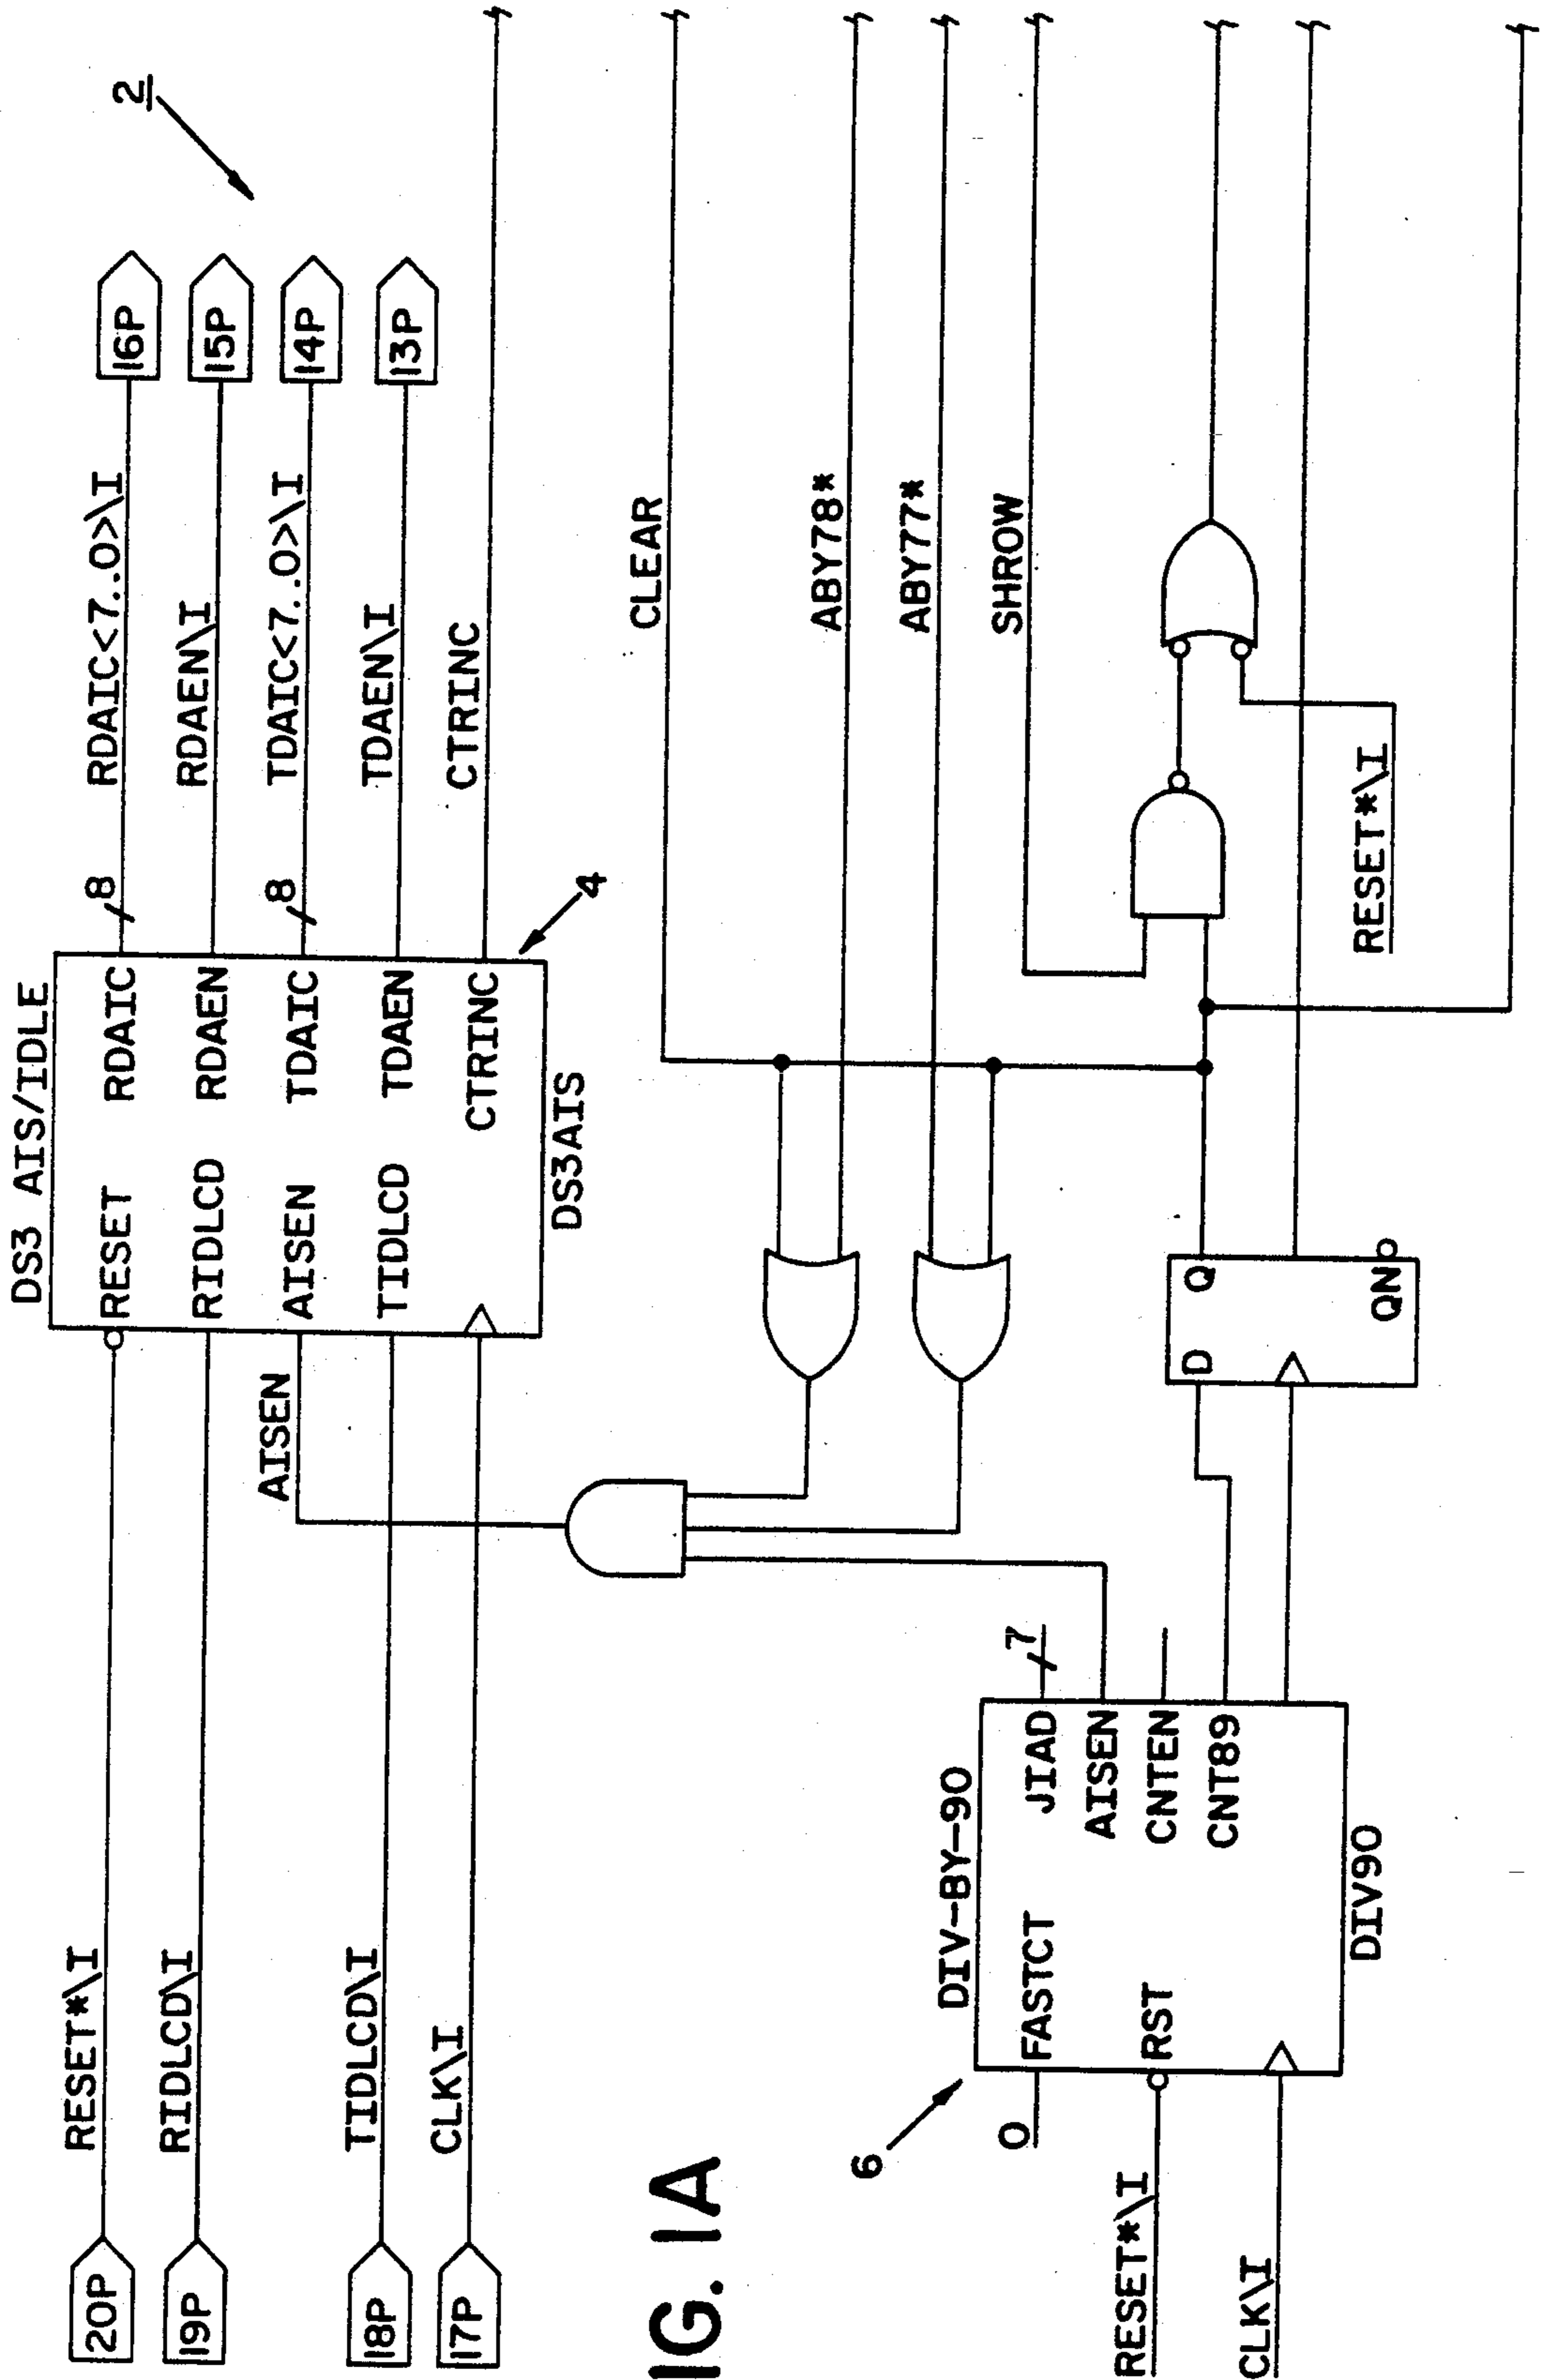 2
DS3 AIS/IDLE
20P RESET*\I RESET RDAIC 8 RDAIC<7..0>\I 16P
19P RIDLCD\I RIDLCD RDAEN RDAEN\I 15P
AISEN AISEN TDAIC 8 TDAIC<7..0>\I 14P
18P TIDLCD\I TIDLCD TDAEN TDAEN\I 13P
17P CLK\I CTRINC CTRINC
DS3AIS
4
CLEAR
IG. 1A
ABY78*
ABY77*
SHROW
6
DIV-BY-90
0 FASTCT JIAD 7
AISEN
RESET*\I RST CNTEN
CNT89
CLK\I
DIV90
D Q
QN
RESET*\I